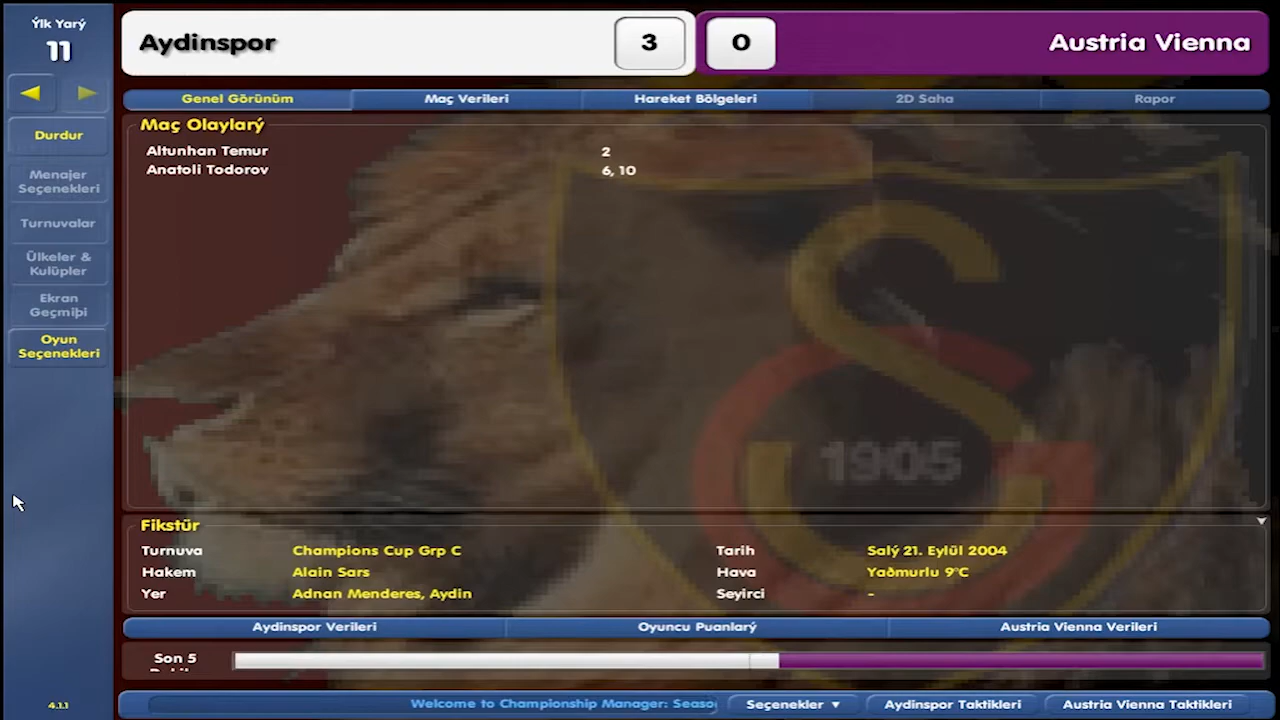 Ýlk Yarý
11
Durdur
Menajer
Seçenekleri
Turnuvalar
Ülkeler &
Kulüpler
Ekran
Geçmiþi
Oyun
Seçenekleri
4.1.1
Aydinspor 3 0 Austria Vienna
Genel Görünüm Maç Verileri Hareket Bölgeleri 2D Saha Rapor
Maç Olaylarý
Altunhan Temur 2
Anatoli Todorov 6, 10
1905
Fikstür
Turnuva Champions Cup Grp C Tarih Salý 21. Eylül 2004
Hakem Alain Sars Hava Yaðmurlu 9°C
Yer Adnan Menderes, Aydin Seyirci -
Aydinspor Verileri Oyuncu Puanlarý Austria Vienna Verileri
Son 5
Welcome to Championship Manager: Seaso Seçenekler ▼ Aydinspor Taktikleri Austria Vienna Taktikleri